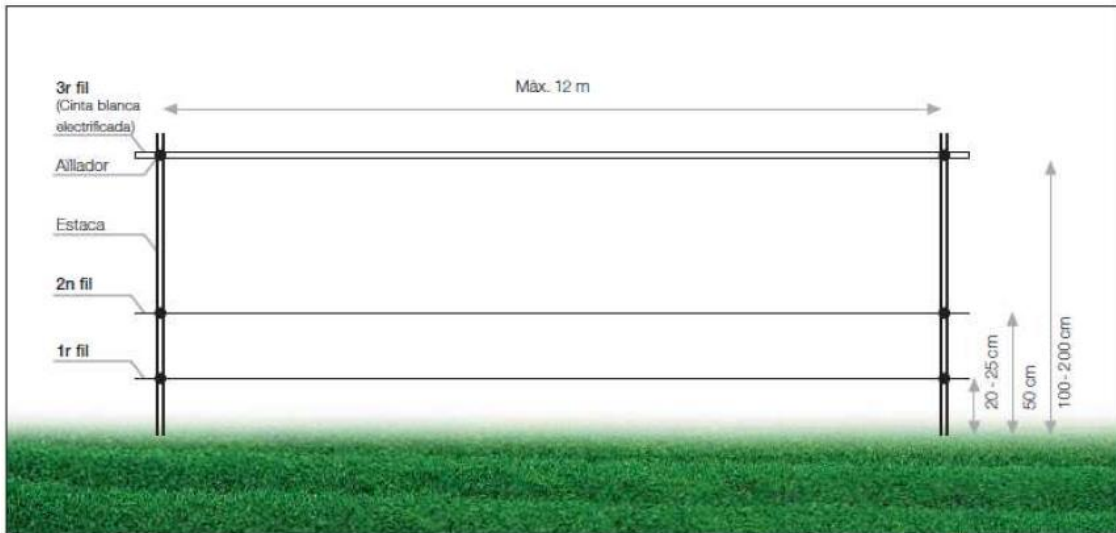 3r fil
(Cinta blanca
electrificada)
Aïllador
Estaca
2n fil
1r fil
Màx. 12 m
20 - 25 cm
50 cm
100 - 200 cm